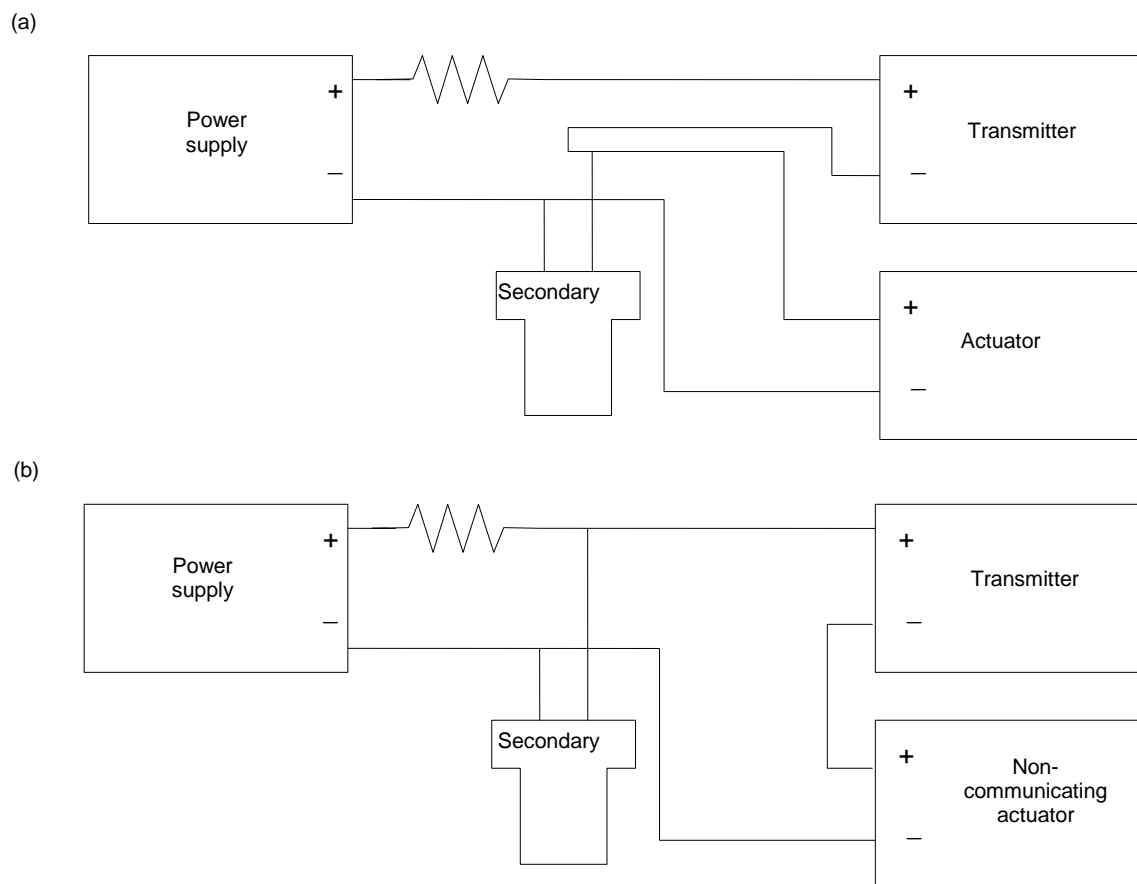 (a)
Power
supply
+
−
Transmitter
+
−
Secondary
Actuator
+
−
(b)
Power
supply
+
−
Transmitter
+
−
Secondary
Non-
communicating
actuator
+
−